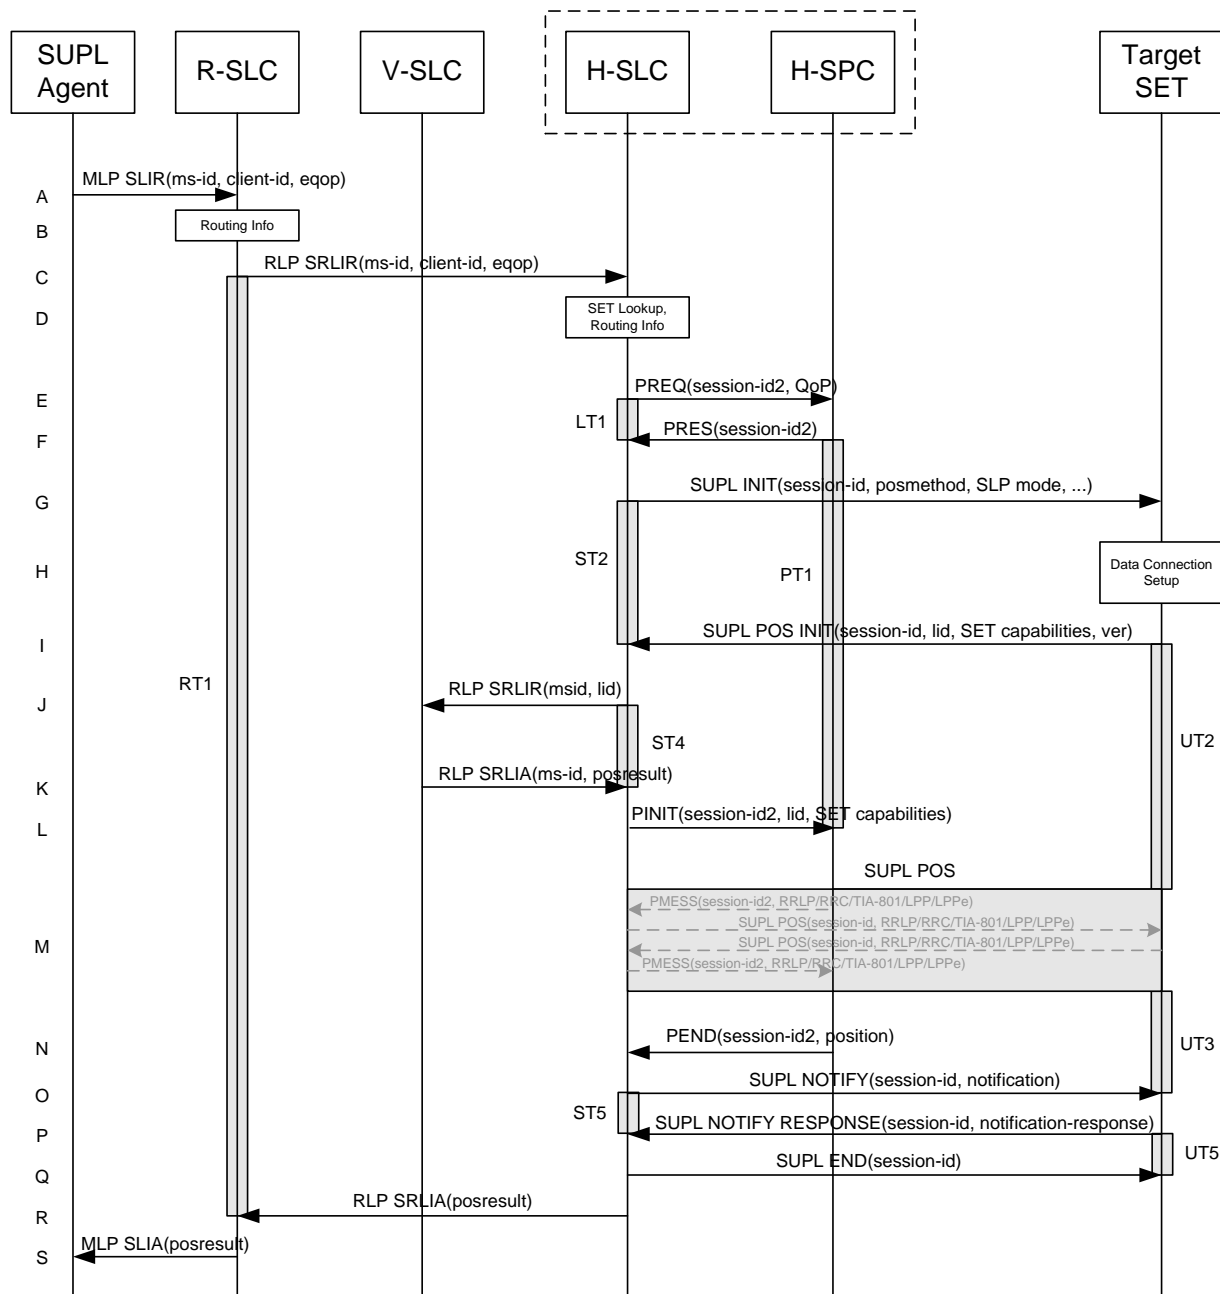 SUPL
Agent
R-SLC
V-SLC
H-SLC
H-SPC
Target
SET
A
MLP SLIR(ms-id, client-id, eqop)
B
Routing Info
C
RLP SRLIR(ms-id, client-id, eqop)
D
SET Lookup,
Routing Info
E
PREQ(session-id2, QoP)
LT1
F
PRES(session-id2)
G
SUPL INIT(session-id, posmethod, SLP mode, ...)
H
ST2
PT1
Data Connection
Setup
I
SUPL POS INIT(session-id, lid, SET capabilities, ver)
RT1
J
RLP SRLIR(msid, lid)
ST4
UT2
K
RLP SRLIA(ms-id, posresult)
L
PINIT(session-id2, lid, SET capabilities)
SUPL POS
PMESS(session-id2, RRLP/RRC/TIA-801/LPP/LPPe)
SUPL POS(session-id, RRLP/RRC/TIA-801/LPP/LPPe)
M
SUPL POS(session-id, RRLP/RRC/TIA-801/LPP/LPPe)
PMESS(session-id2, RRLP/RRC/TIA-801/LPP/LPPe)
N
PEND(session-id2, position)
UT3
O
SUPL NOTIFY(session-id, notification)
ST5
P
SUPL NOTIFY RESPONSE(session-id, notification-response)
UT5
Q
SUPL END(session-id)
R
RLP SRLIA(posresult)
S
MLP SLIA(posresult)